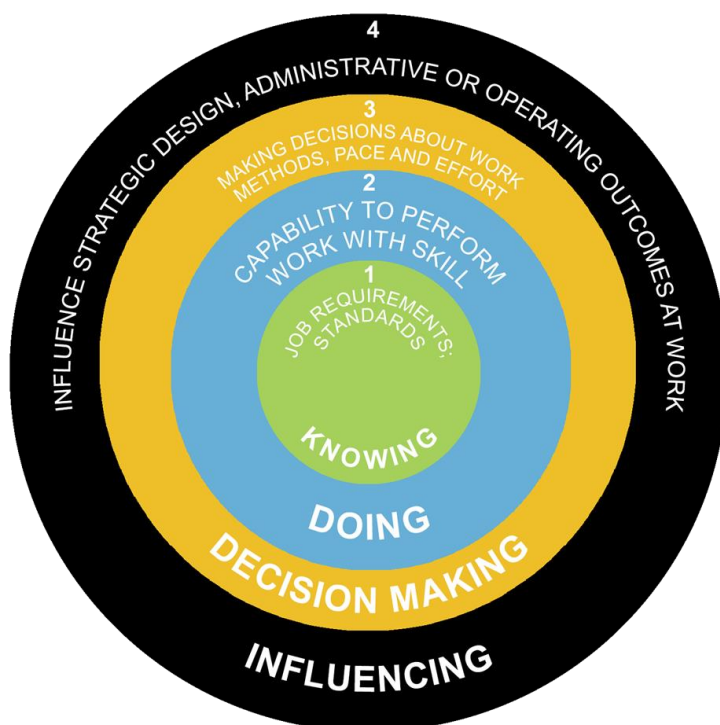 4
INFLUENCE STRATEGIC DESIGN, ADMINISTRATIVE OR OPERATING OUTCOMES AT WORK
3
MAKING DECISIONS ABOUT WORK
METHODS, PACE AND EFFORT
2
CAPABILITY TO PERFORM
WORK WITH SKILL
1
JOB REQUIREMENTS;
STANDARDS
KNOWING
DOING
DECISION MAKING
INFLUENCING